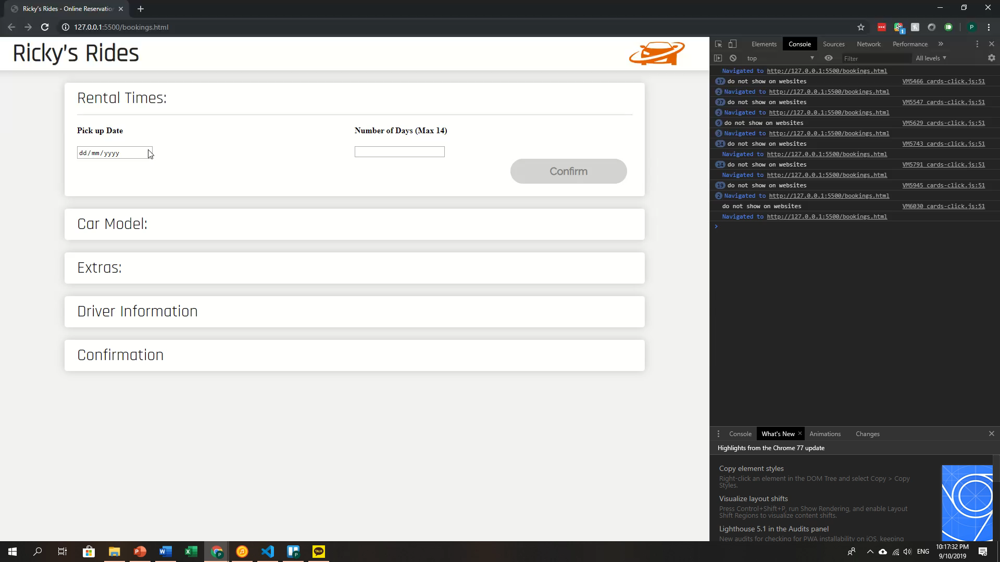 Ricky's Rides - Online Reservation
127.0.0.1:5500/bookings.html
1
P
Ricky's Rides
Rental Times:
Pick up Date
Number of Days (Max 14)
dd/mm/yyyy
Confirm
Car Model:
Extras:
Driver Information
Confirmation
Elements Console Sources Network Performance »
top Filter All levels
Navigated to http://127.0.0.1:5500/bookings.html
17 do not show on websites VM5466 cards-click.js:51
2 Navigated to http://127.0.0.1:5500/bookings.html
37 do not show on websites VM5547 cards-click.js:51
2 Navigated to http://127.0.0.1:5500/bookings.html
9 do not show on websites VM5629 cards-click.js:51
3 Navigated to http://127.0.0.1:5500/bookings.html
14 do not show on websites VM5743 cards-click.js:51
Navigated to http://127.0.0.1:5500/bookings.html
14 do not show on websites VM5791 cards-click.js:51
Navigated to http://127.0.0.1:5500/bookings.html
19 do not show on websites VM5945 cards-click.js:51
2 Navigated to http://127.0.0.1:5500/bookings.html
do not show on websites VM6030 cards-click.js:51
Navigated to http://127.0.0.1:5500/bookings.html
Console What's New Animations Changes
Highlights from the Chrome 77 update
Copy element styles
Right-click an element in the DOM Tree and select Copy > Copy
Styles.
Visualize layout shifts
Press Control+Shift+P, run Show Rendering, and enable Layout
Shift Regions to visualize content shifts.
Lighthouse 5.1 in the Audits panel
New audits for checking for PWA installability on iOS, keeping
TALK
ENG
10:17:32 PM
9/10/2019